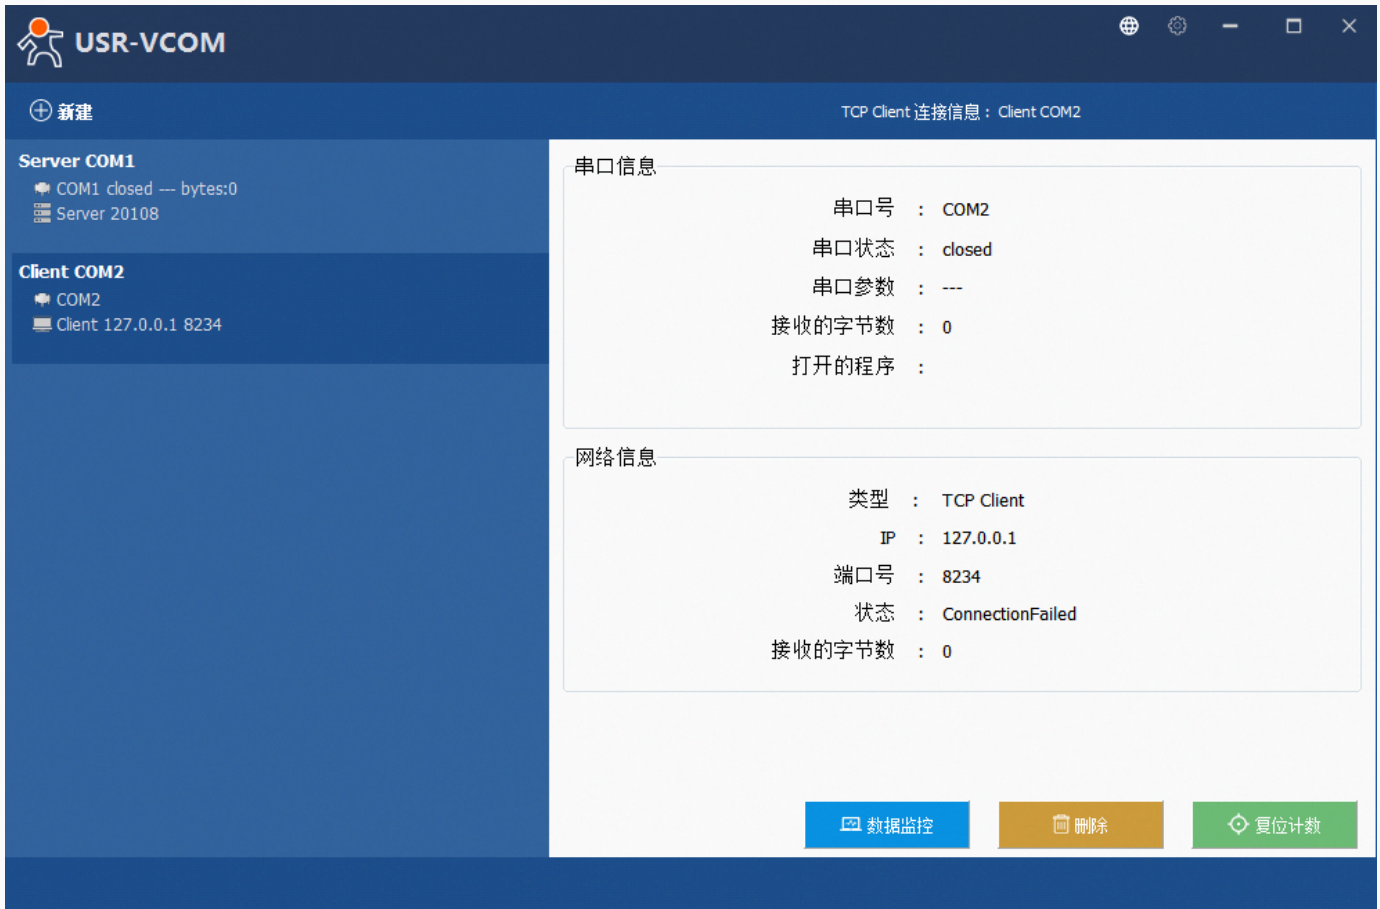 USR-VCOM
新建
TCP Client 连接信息： Client COM2
Server COM1
COM1 closed --- bytes:0
Server 20108
Client COM2
COM2
Client 127.0.0.1 8234
串口信息
串口号 : COM2
串口状态 : closed
串口参数 : ---
接收的字节数 : 0
打开的程序 :
网络信息
类型 : TCP Client
IP : 127.0.0.1
端口号 : 8234
状态 : ConnectionFailed
接收的字节数 : 0
数据监控 删除 复位计数